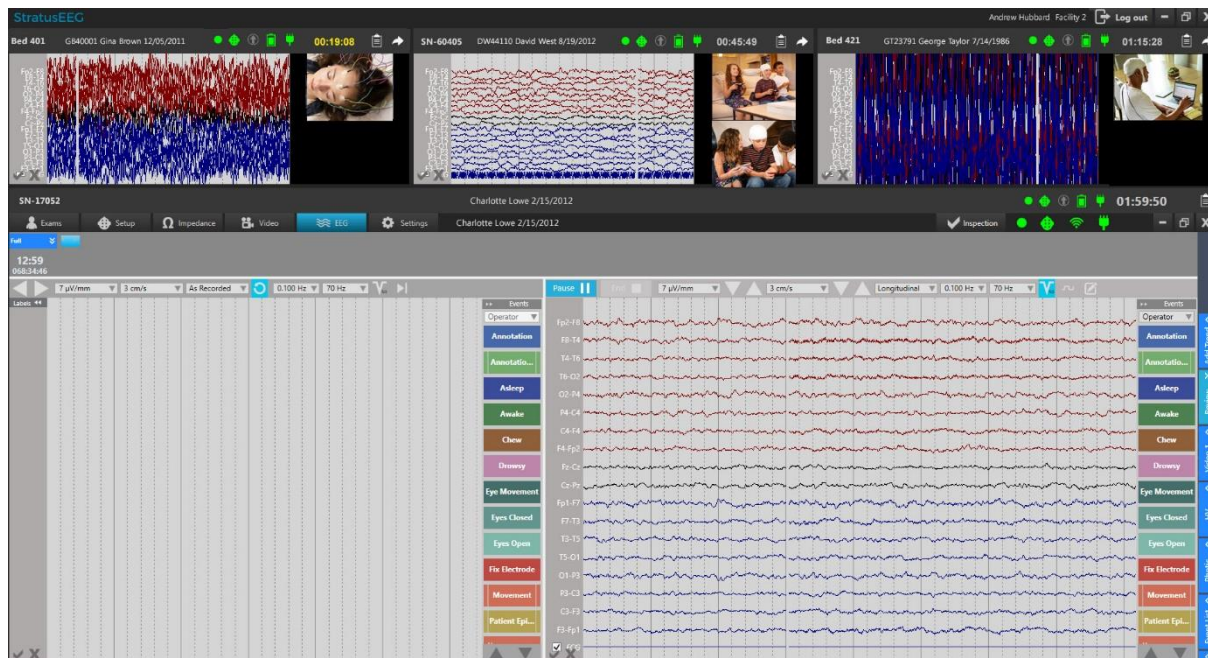 StratusEEG
Andrew Hubbard Facility 2 Log out
Bed 401 G840001 Gina Brown 12/05/2011 00:19:08
SN-60405 DW44110 David West 8/19/2012 00:45:49
Bed 421 GT23791 George Taylor 7/14/1986 01:15:28
SN-17052 Charlotte Lowe 2/15/2012 01:59:50
Exams Setup Impedance Video EEG Settings Charlotte Lowe 2/15/2012 Inspection
Full
12:59
068:34:46
7 µV/mm 3 cm/s As Recorded 0.100 Hz 70 Hz
Labels Events
Operator
Annotation
Annotatio...
Asleep
Awake
Chew
Drowsy
Eye Movement
Eyes Closed
Eyes Open
Fix Electrode
Movement
Patient Epi...
Pause 7 µV/mm 3 cm/s Longitudinal 0.100 Hz 70 Hz
Events
Operator
Fp2-F8
F8-T4
T4-T6
T6-O2
O2-P4
P4-C4
C4-F4
F4-Fp2
Fz-Cz
Cz-Pz
Fp1-F7
F7-T3
T3-T5
T5-O1
O1-P3
P3-C3
C3-F3
F3-Fp1
Annotation
Annotatio...
Asleep
Awake
Chew
Drowsy
Eye Movement
Eyes Closed
Eyes Open
Fix Electrode
Movement
Patient Epi...